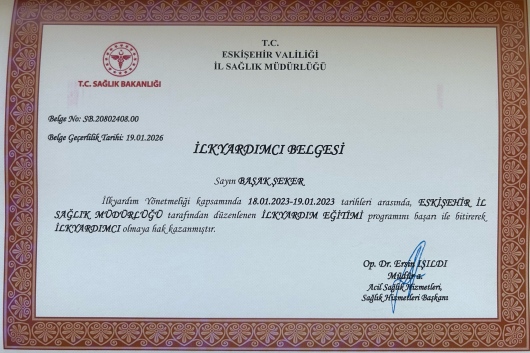 T.C.
ESKİŞEHİR VALİLİĞİ
İL SAĞLIK MÜDÜRLÜĞÜ
T.C. SAĞLIK BAKANLIĞI
Belge No: SB.20802408.00
Belge Geçerlilik Tarihi: 19.01.2026
İLKYARDIMCI BELGESİ
Sayın BAŞAK ŞEKER
İlkyardım Yönetmeliği kapsamında 18.01.2023-19.01.2023 tarihleri arasında, ESKİŞEHİR İL
SAĞLIK MÜDÜRLÜĞÜ tarafından düzenlenen İLKYARDIM EĞİTİMİ programını başarı ile bitirerek
İLKYARDIMCI olmaya hak kazanmıştır.
Op. Dr. Ersin IŞILDI
Müdür a.
Acil Sağlık Hizmetleri,
Sağlık Hizmetleri Başkanı